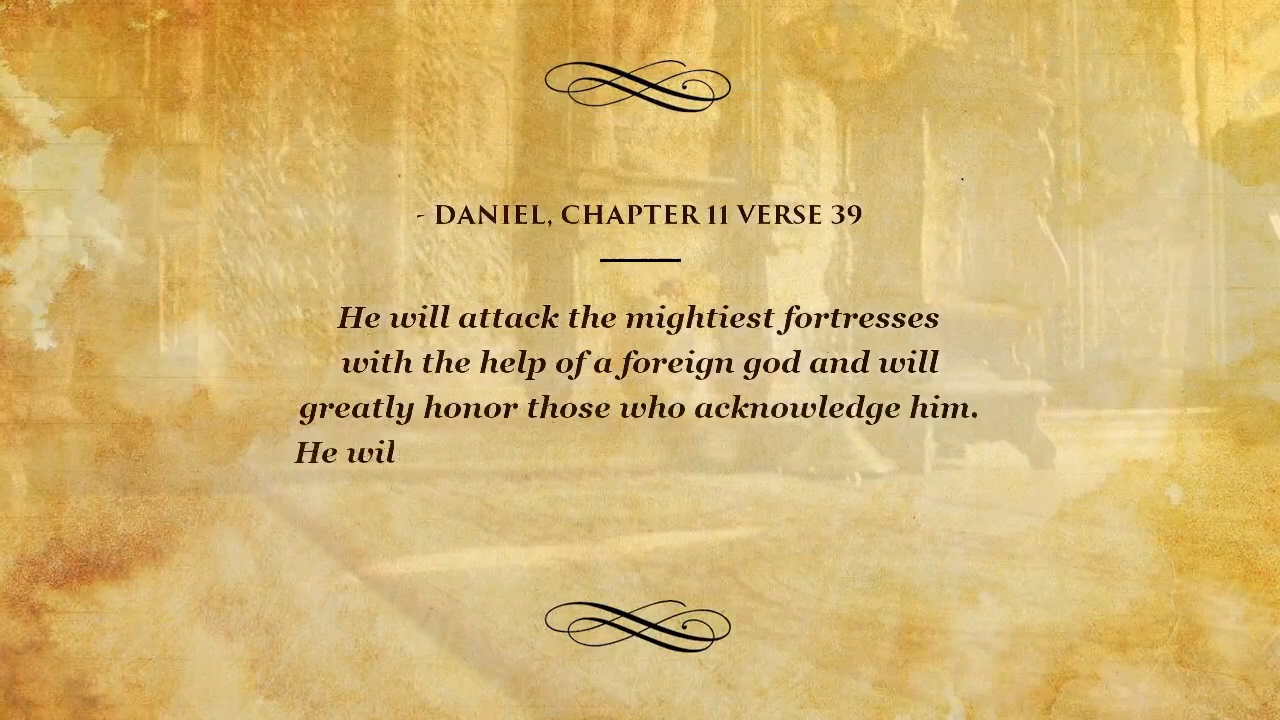 - DANIEL, CHAPTER 11 VERSE 39
He will attack the mightiest fortresses
with the help of a foreign god and will
greatly honor those who acknowledge him.
He wil